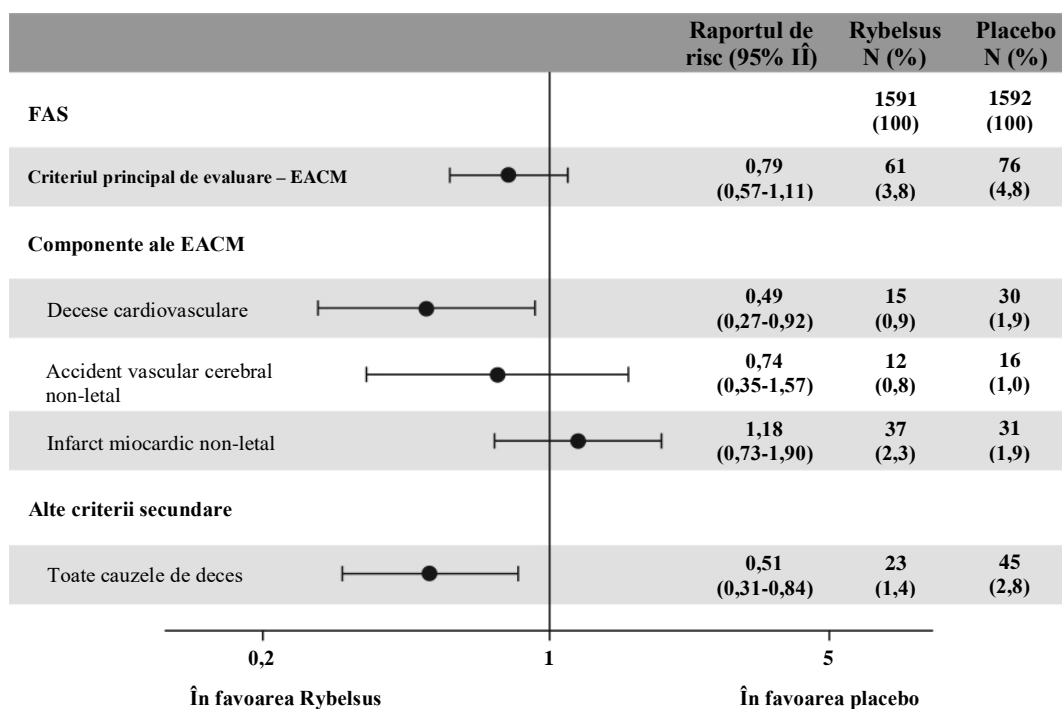 Raportul de Rybelsus Placebo
risc (95% IÎ) N (%) N (%)
FAS 1591 1592
(100) (100)
Criteriul principal de evaluare – EACM 0,79 61 76
(0,57-1,11) (3,8) (4,8)
Componente ale EACM
Decese cardiovasculare 0,49 15 30
(0,27-0,92) (0,9) (1,9)
Accident vascular cerebral 0,74 12 16
non-letal (0,35-1,57) (0,8) (1,0)
Infarct miocardic non-letal 1,18 37 31
(0,73-1,90) (2,3) (1,9)
Alte criterii secundare
Toate cauzele de deces 0,51 23 45
(0,31-0,84) (1,4) (2,8)
0,2 1 5
În favoarea Rybelsus În favoarea placebo